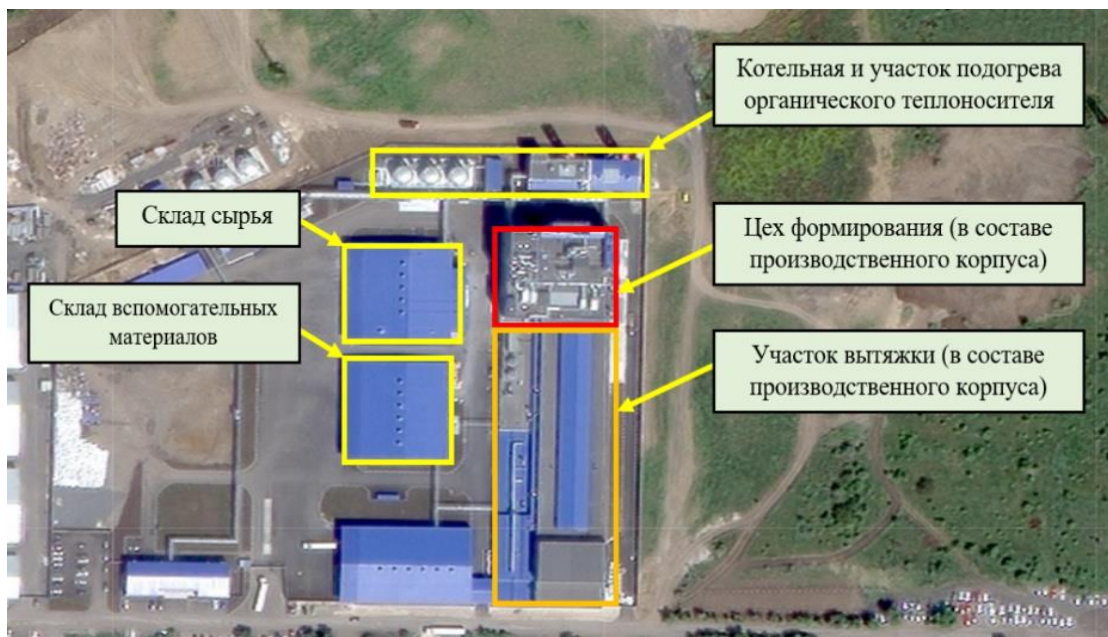 Котельная и участок подогрева
органического теплоносителя
Склад сырья
Цех формирования (в составе
производственного корпуса)
Склад вспомогательных
материалов
Участок вытяжки (в составе
производственного корпуса)